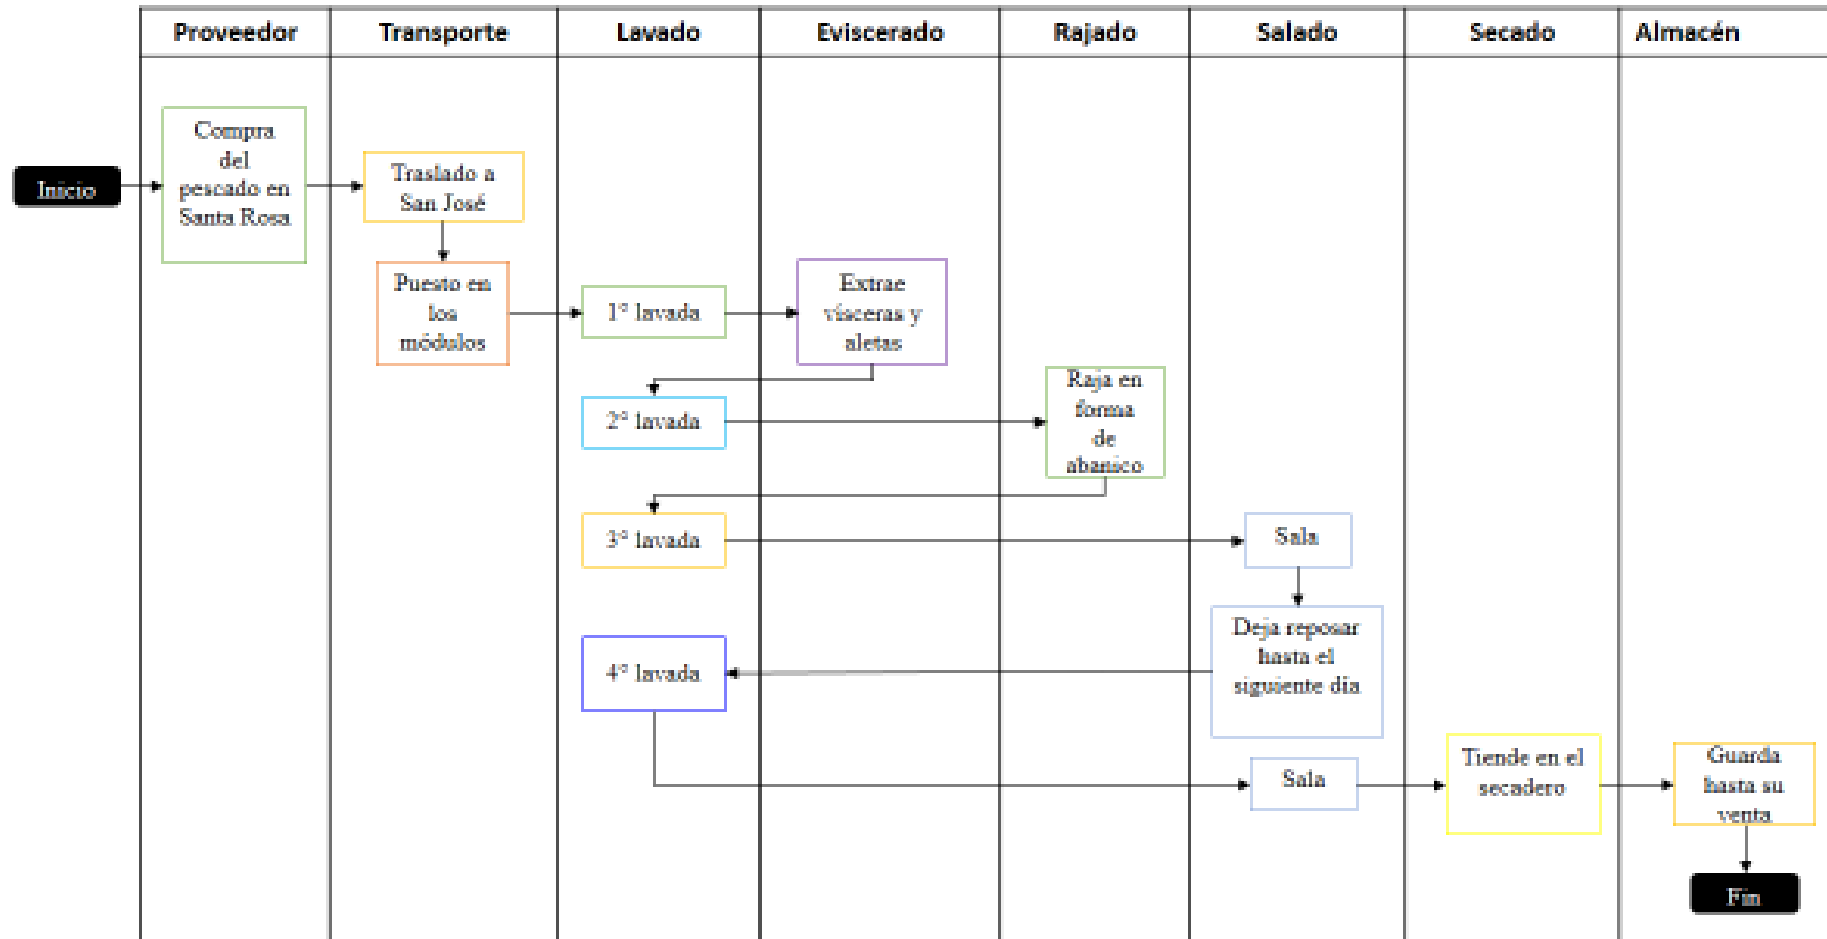 Proveedor
Transporte
Lavado
Eviscerado
Rajado
Salado
Secado
Almacén
Inicio
Compra
del
pescado en
Santa Rosa
Traslado a
San José
Puesto en
los
módulos
1° lavada
Extrae
vísceras y
aletas
2° lavada
Raja en
forma
de
abanico
3° lavada
Sala
Deja reposar
hasta el
siguiente día
4° lavada
Sala
Tiende en el
secadero
Guarda
hasta su
venta
Fin